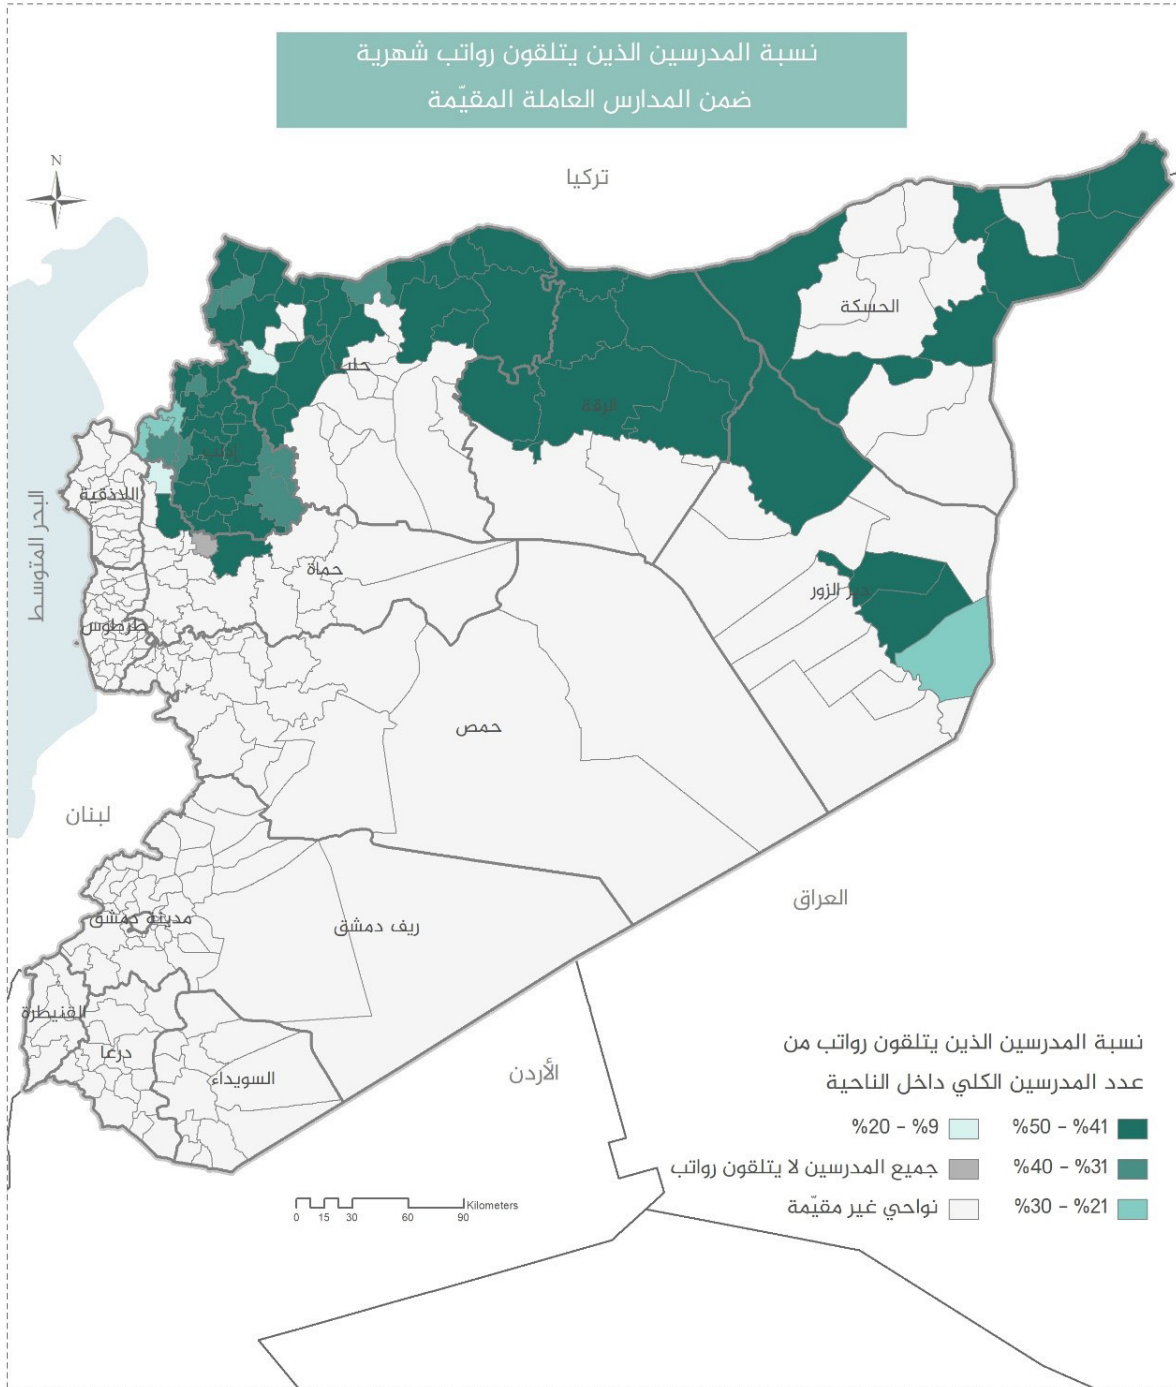 نسبة المدرسين الذين يتلقون رواتب شهرية
ضمن المدارس العاملة المقيّمة
N
تركيا
الحسكة
حلب
الرقة
إدلب
اللاذقية
البحر المتوسط
حماة
دير الزور
طرطوس
حمص
لبنان
العراق
مدينة دمشق
ريف دمشق
القنيطرة
درعا
السويداء
الأردن
نسبة المدرسين الذين يتلقون رواتب من
عدد المدرسين الكلي داخل الناحية
%41 - %50
%9 - %20
%31 - %40
جميع المدرسين لا يتلقون رواتب
%21 - %30
نواحي غير مقيّمة
Kilometers
0 15 30 60 90